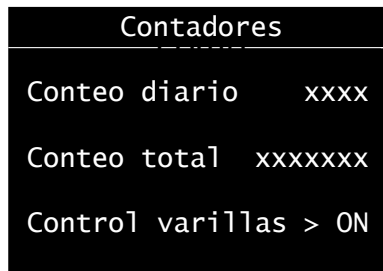 Contadores
Conteo diario xxxx
Conteo total xxxxxxx
Control varillas > ON